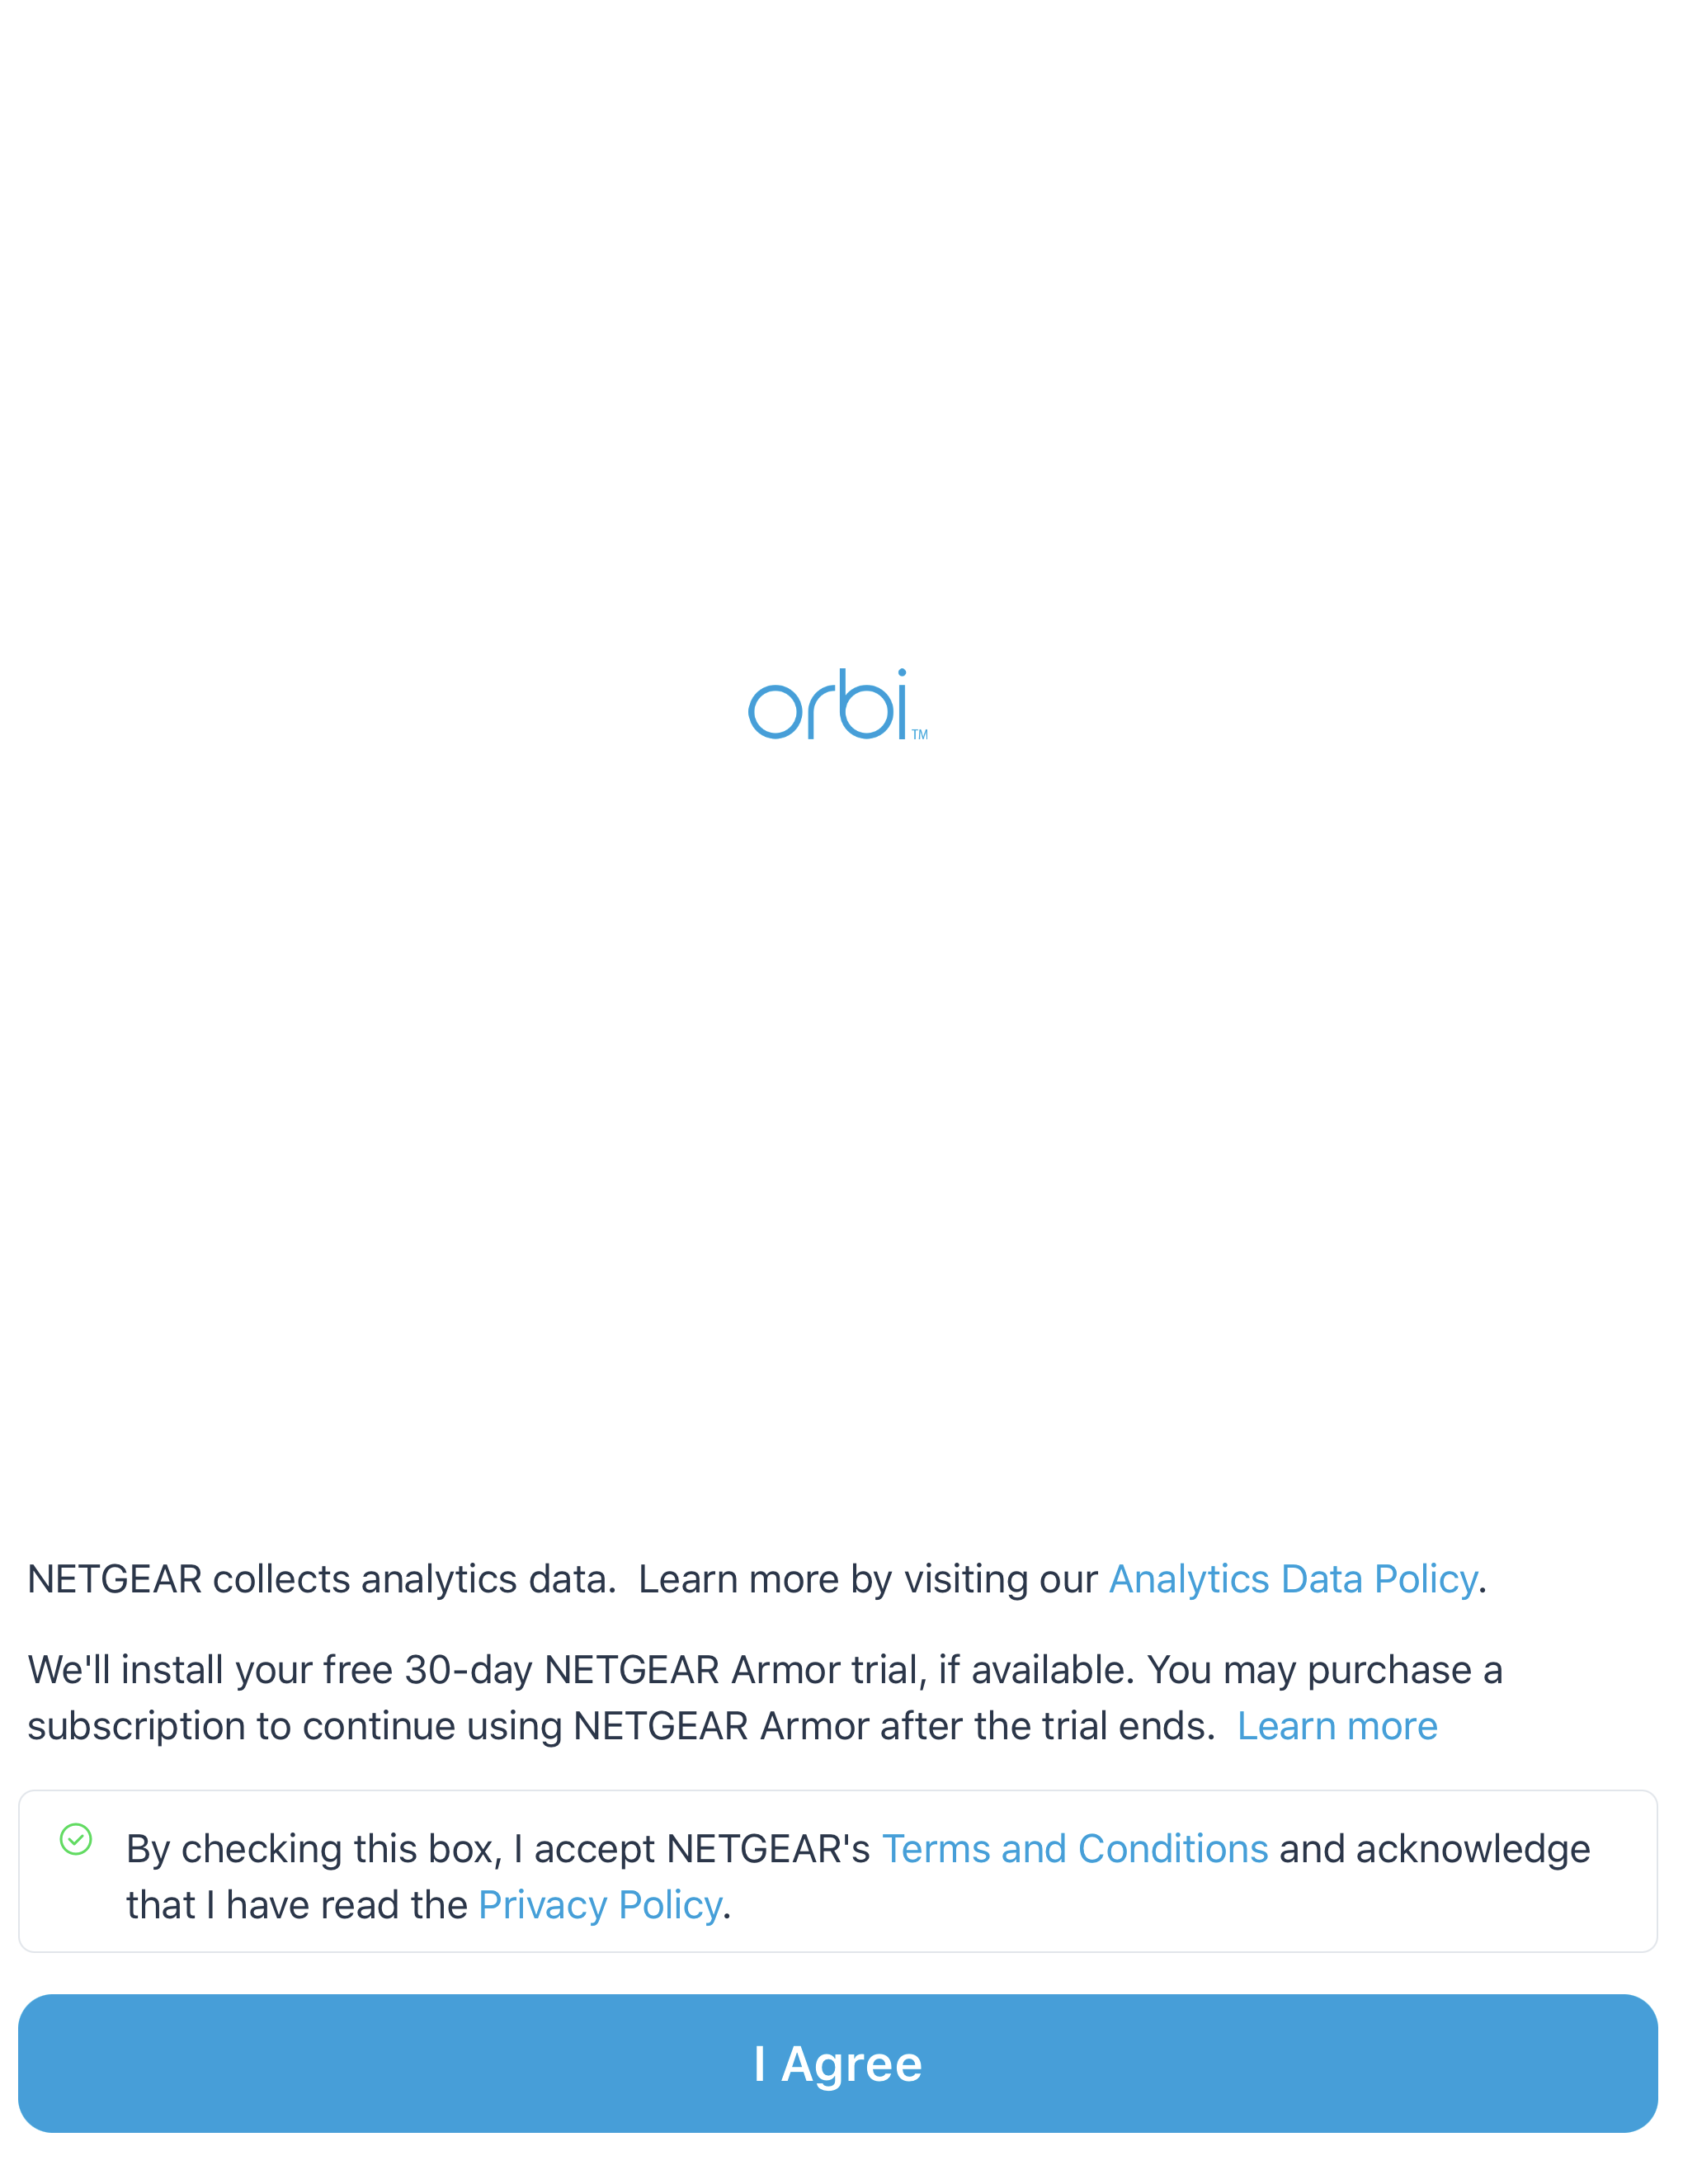 orbi™
NETGEAR collects analytics data.  Learn more by visiting our Analytics Data Policy.
We'll install your free 30-day NETGEAR Armor trial, if available. You may purchase a
subscription to continue using NETGEAR Armor after the trial ends.  Learn more
By checking this box, I accept NETGEAR's Terms and Conditions and acknowledge
that I have read the Privacy Policy.
I Agree